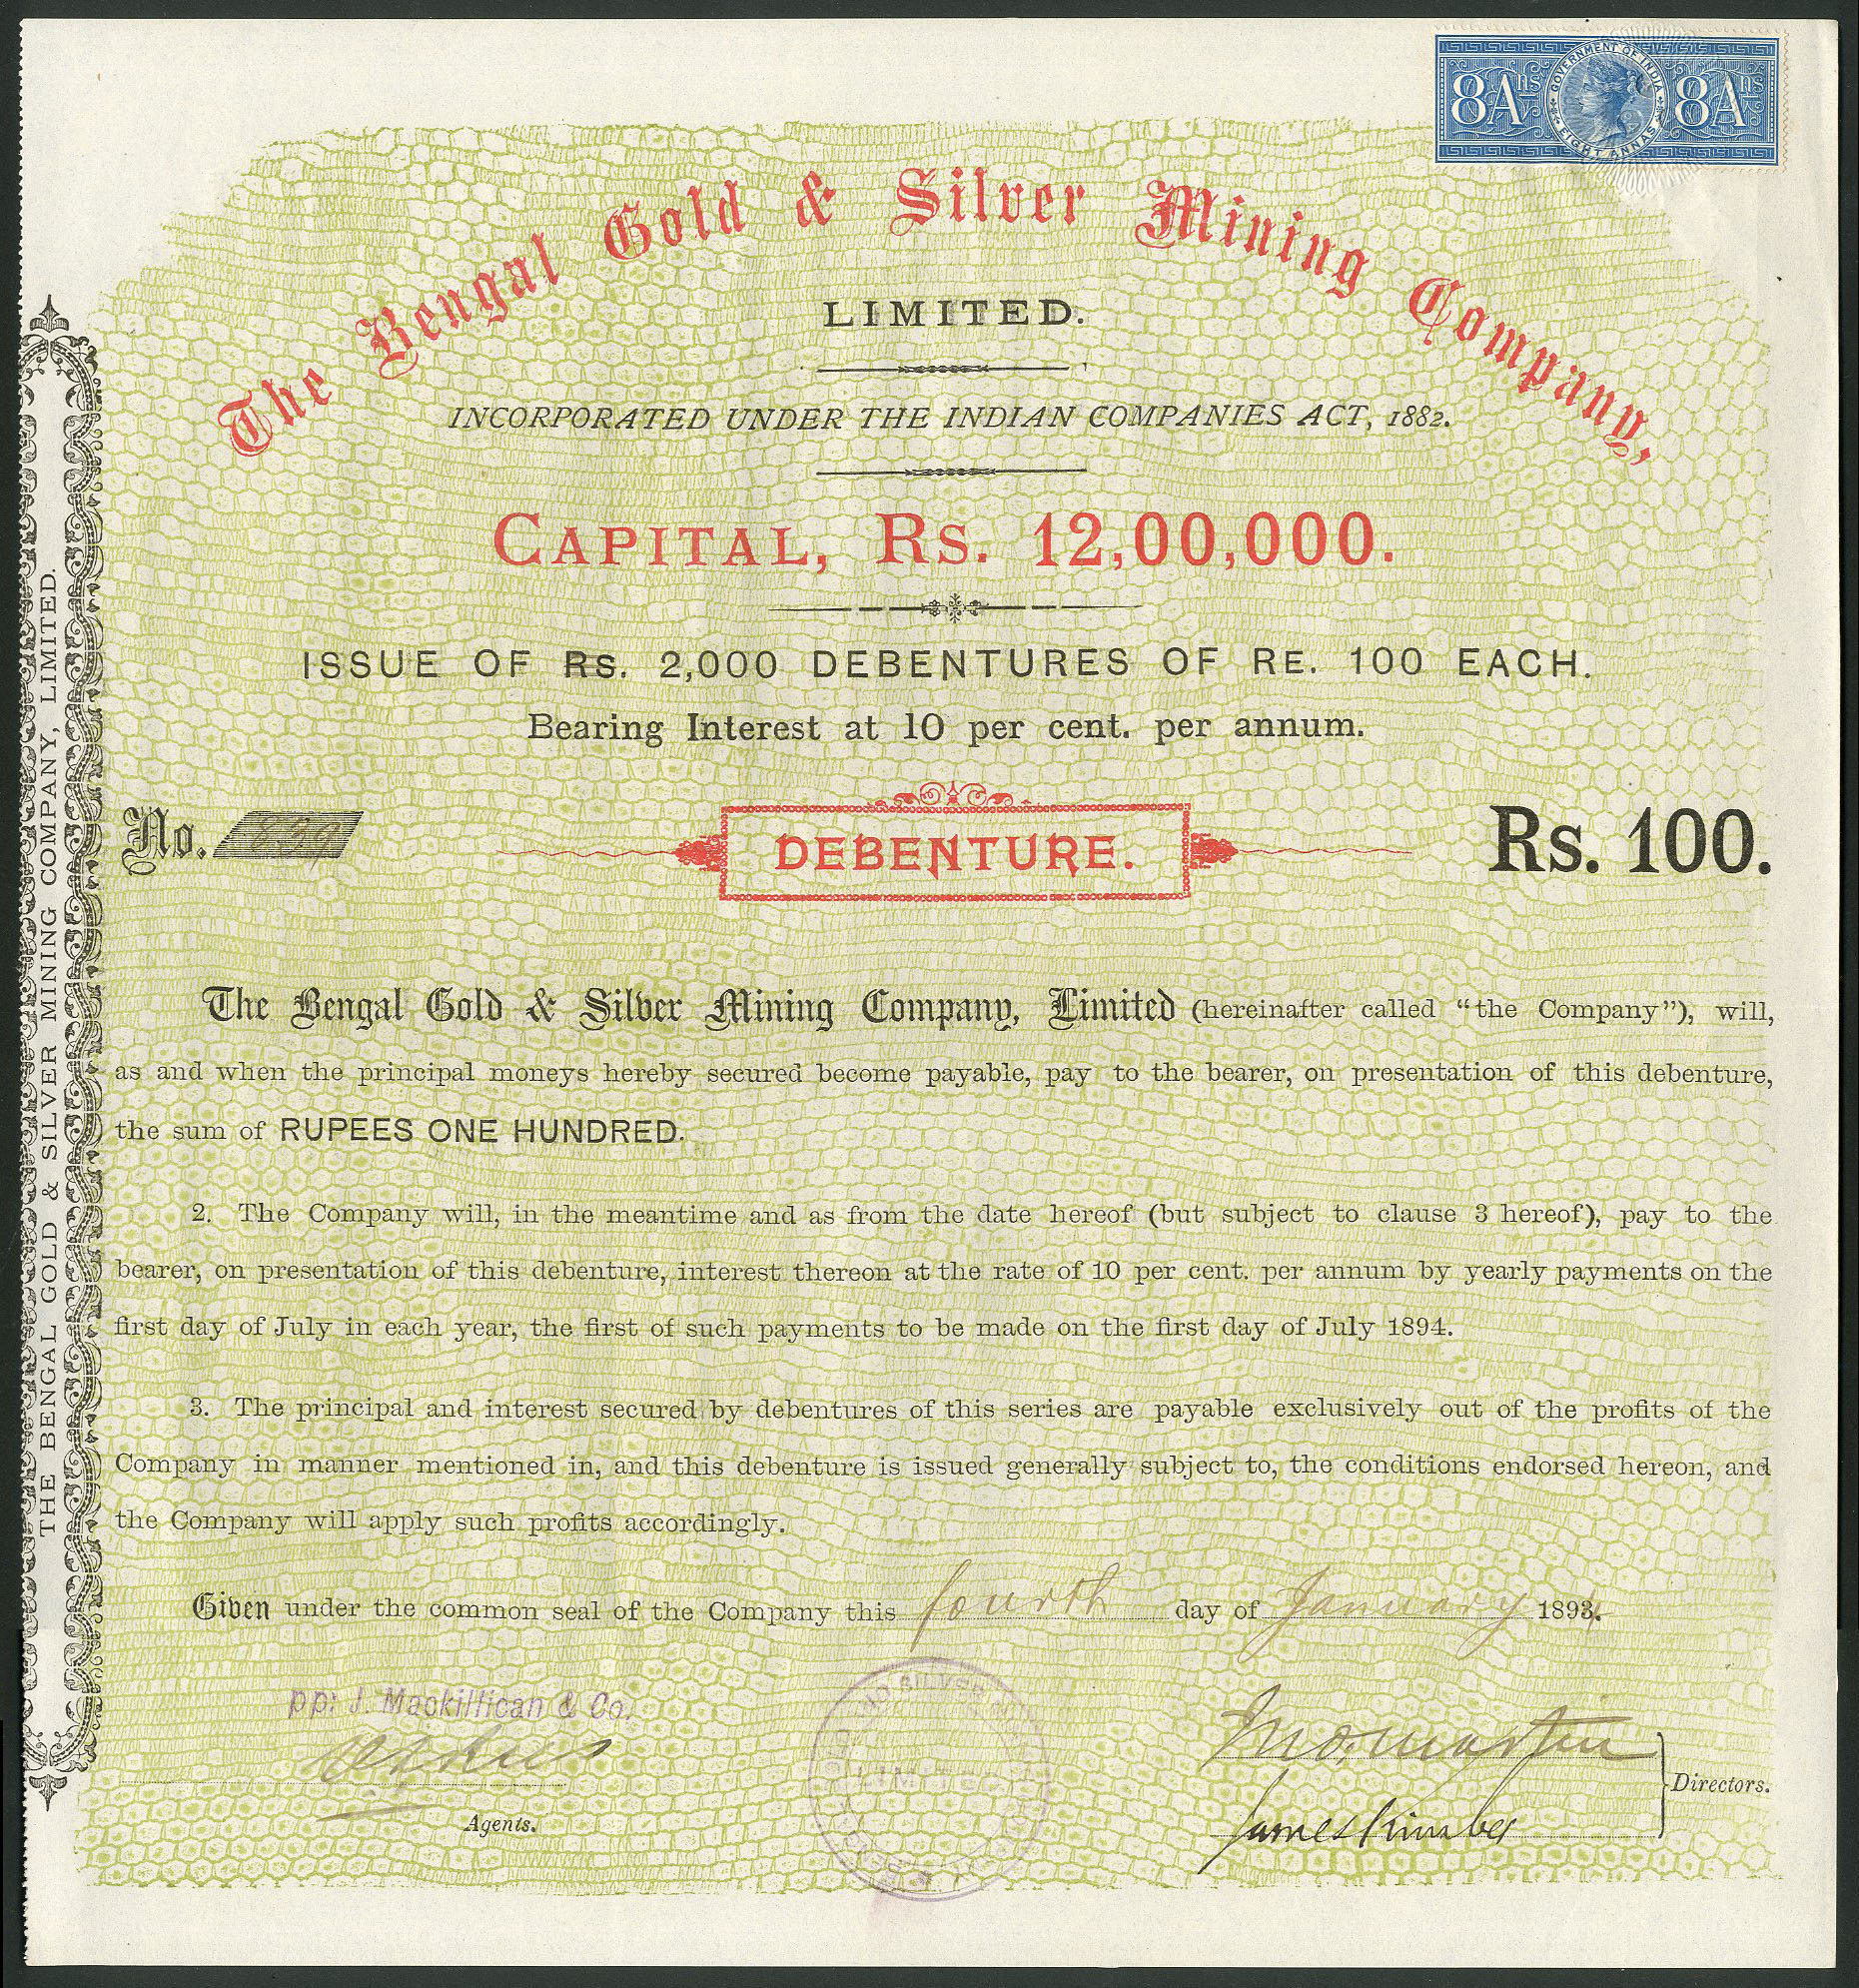 8 Ans GOVERNMENT OF INDIA EIGHT ANNAS 8 Ans
The Bengal Gold & Silver Mining Company,
LIMITED.
INCORPORATED UNDER THE INDIAN COMPANIES ACT, 1882.
CAPITAL, RS. 12,00,000.
ISSUE OF RS. 2,000 DEBENTURES OF RE. 100 EACH.
Bearing Interest at 10 per cent. per annum.
No. 839
DEBENTURE.
Rs. 100.
The Bengal Gold & Silver Mining Company, Limited (hereinafter called "the Company"), will,
as and when the principal moneys hereby secured become payable, pay to the bearer, on presentation of this debenture,
the sum of RUPEES ONE HUNDRED.
2. The Company will, in the meantime and as from the date hereof (but subject to clause 3 hereof), pay to the
bearer, on presentation of this debenture, interest thereon at the rate of 10 per cent. per annum by yearly payments on the
first day of July in each year, the first of such payments to be made on the first day of July 1894.
3. The principal and interest secured by debentures of this series are payable exclusively out of the profits of the
Company in manner mentioned in, and this debenture is issued generally subject to, the conditions endorsed hereon, and
the Company will apply such profits accordingly.
Given under the common seal of the Company this fourth day of January 1894.
pp: J. Mackillican & Co.
Agents.
SILVER
LIMITED
James Kimber
Directors.
THE BENGAL GOLD & SILVER MINING COMPANY, LIMITED.